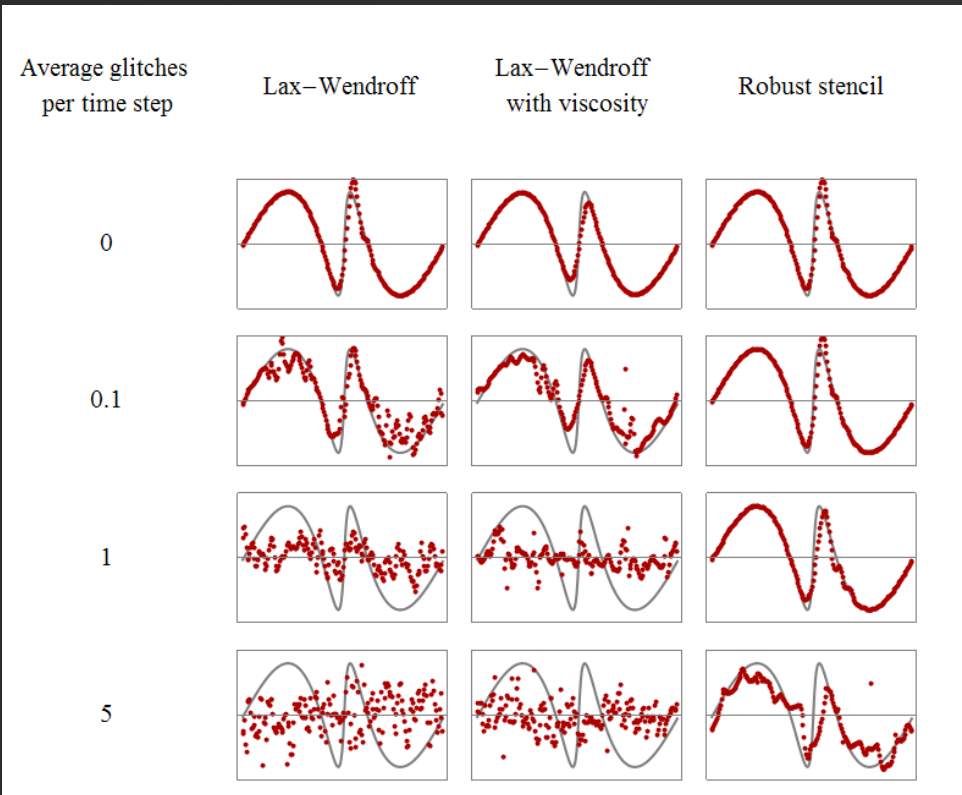 Average glitches
per time step
Lax–Wendroff
Lax–Wendroff
with viscosity
Robust stencil
0
0.1
1
5